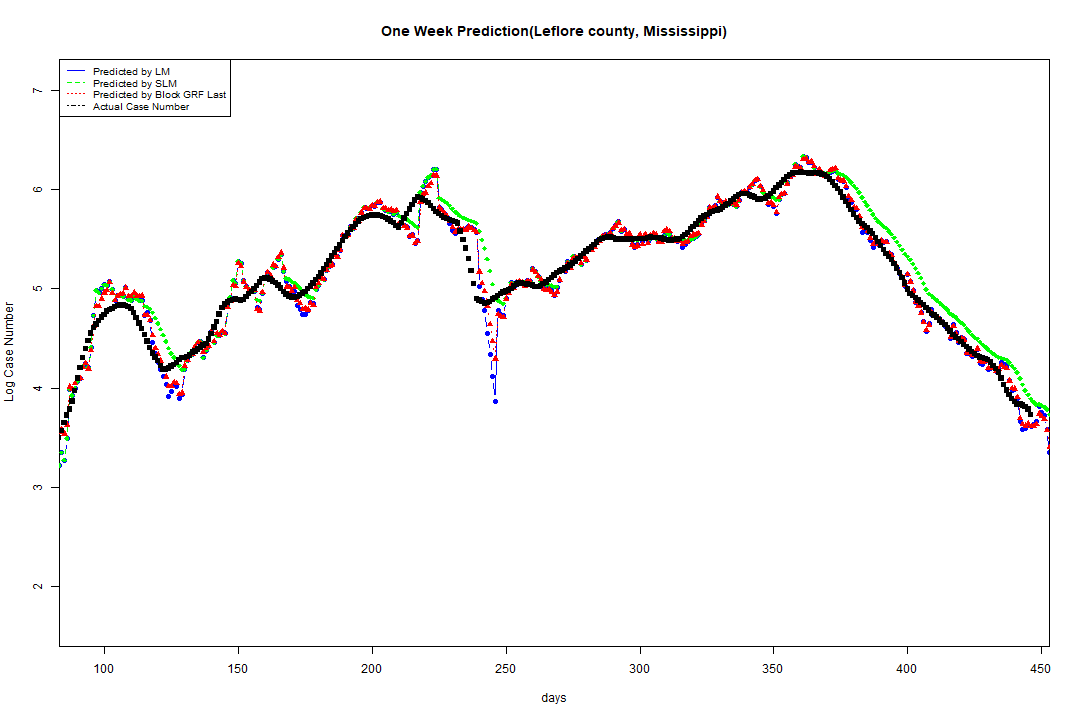 One Week Prediction(Leflore county, Mississippi)
Predicted by LM
Predicted by SLM
Predicted by Block GRF Last
Actual Case Number
7
6
5
4
3
2
Log Case Number
100 150 200 250 300 350 400 450
days